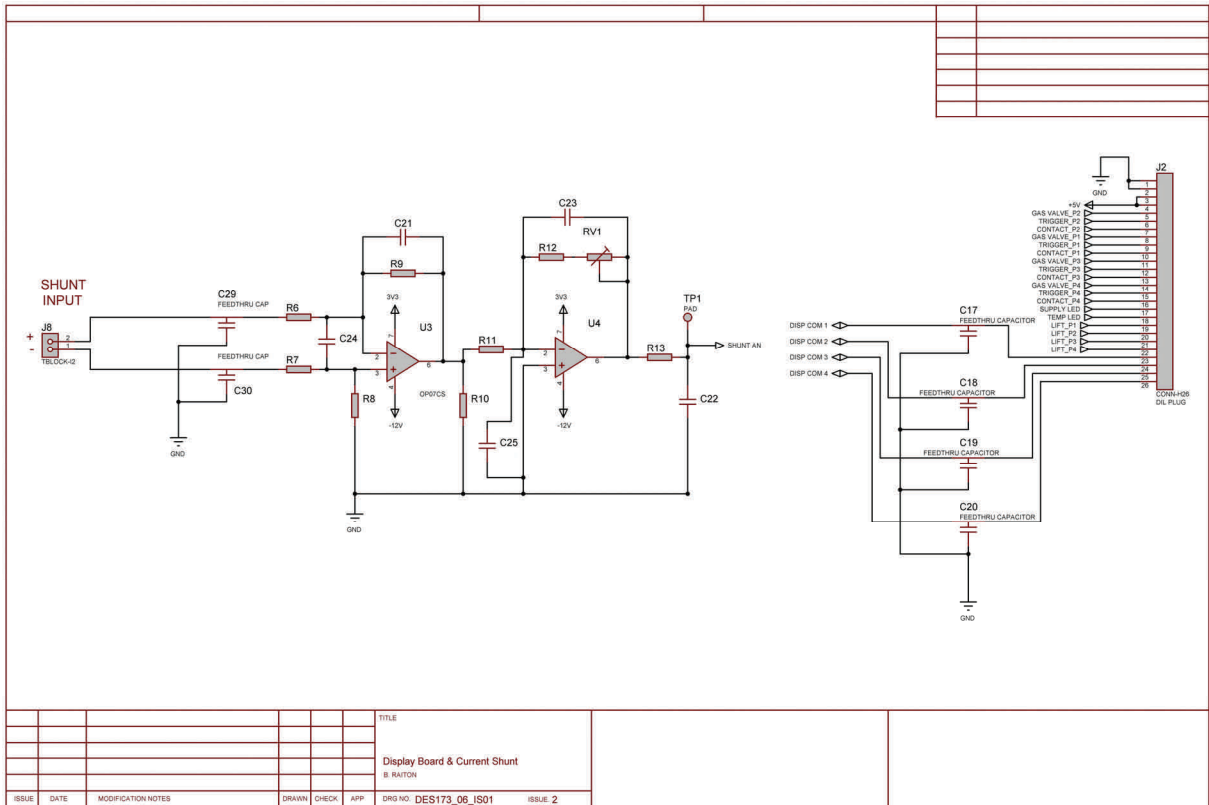 SHUNT
INPUT
J8
+
-
2
1
TBLOCK-I2
C29
FEEDTHRU CAP
FEEDTHRU CAP
C30
GND
R6
R7
C24
R8
GND
C21
R9
3V3
7
U3
2
3
6
4
OP07CS
-12V
R10
R11
C25
C23
R12
RV1
3V3
7
U4
2
3
6
4
-12V
R13
TP1
PAD
SHUNT AN
C22
DISP COM 1
DISP COM 2
DISP COM 3
DISP COM 4
C17
FEEDTHRU CAPACITOR
C18
FEEDTHRU CAPACITOR
C19
FEEDTHRU CAPACITOR
C20
FEEDTHRU CAPACITOR
GND
GND
J2
+5V
GAS VALVE_P2
TRIGGER_P2
CONTACT_P2
GAS VALVE_P1
TRIGGER_P1
CONTACT_P1
GAS VALVE_P3
TRIGGER_P3
CONTACT_P3
GAS VALVE_P4
TRIGGER_P4
CONTACT_P4
SUPPLY LED
TEMP LED
LIFT_P1
LIFT_P2
LIFT_P3
LIFT_P4
1
2
3
4
5
6
7
8
9
10
11
12
13
14
15
16
17
18
19
20
21
22
23
24
25
26
CONN-H26
DIL PLUG
TITLE
Display Board & Current Shunt
B. RAITON
ISSUE DATE MODIFICATION NOTES DRAWN CHECK APP DRG NO. DES173_06_IS01 ISSUE. 2